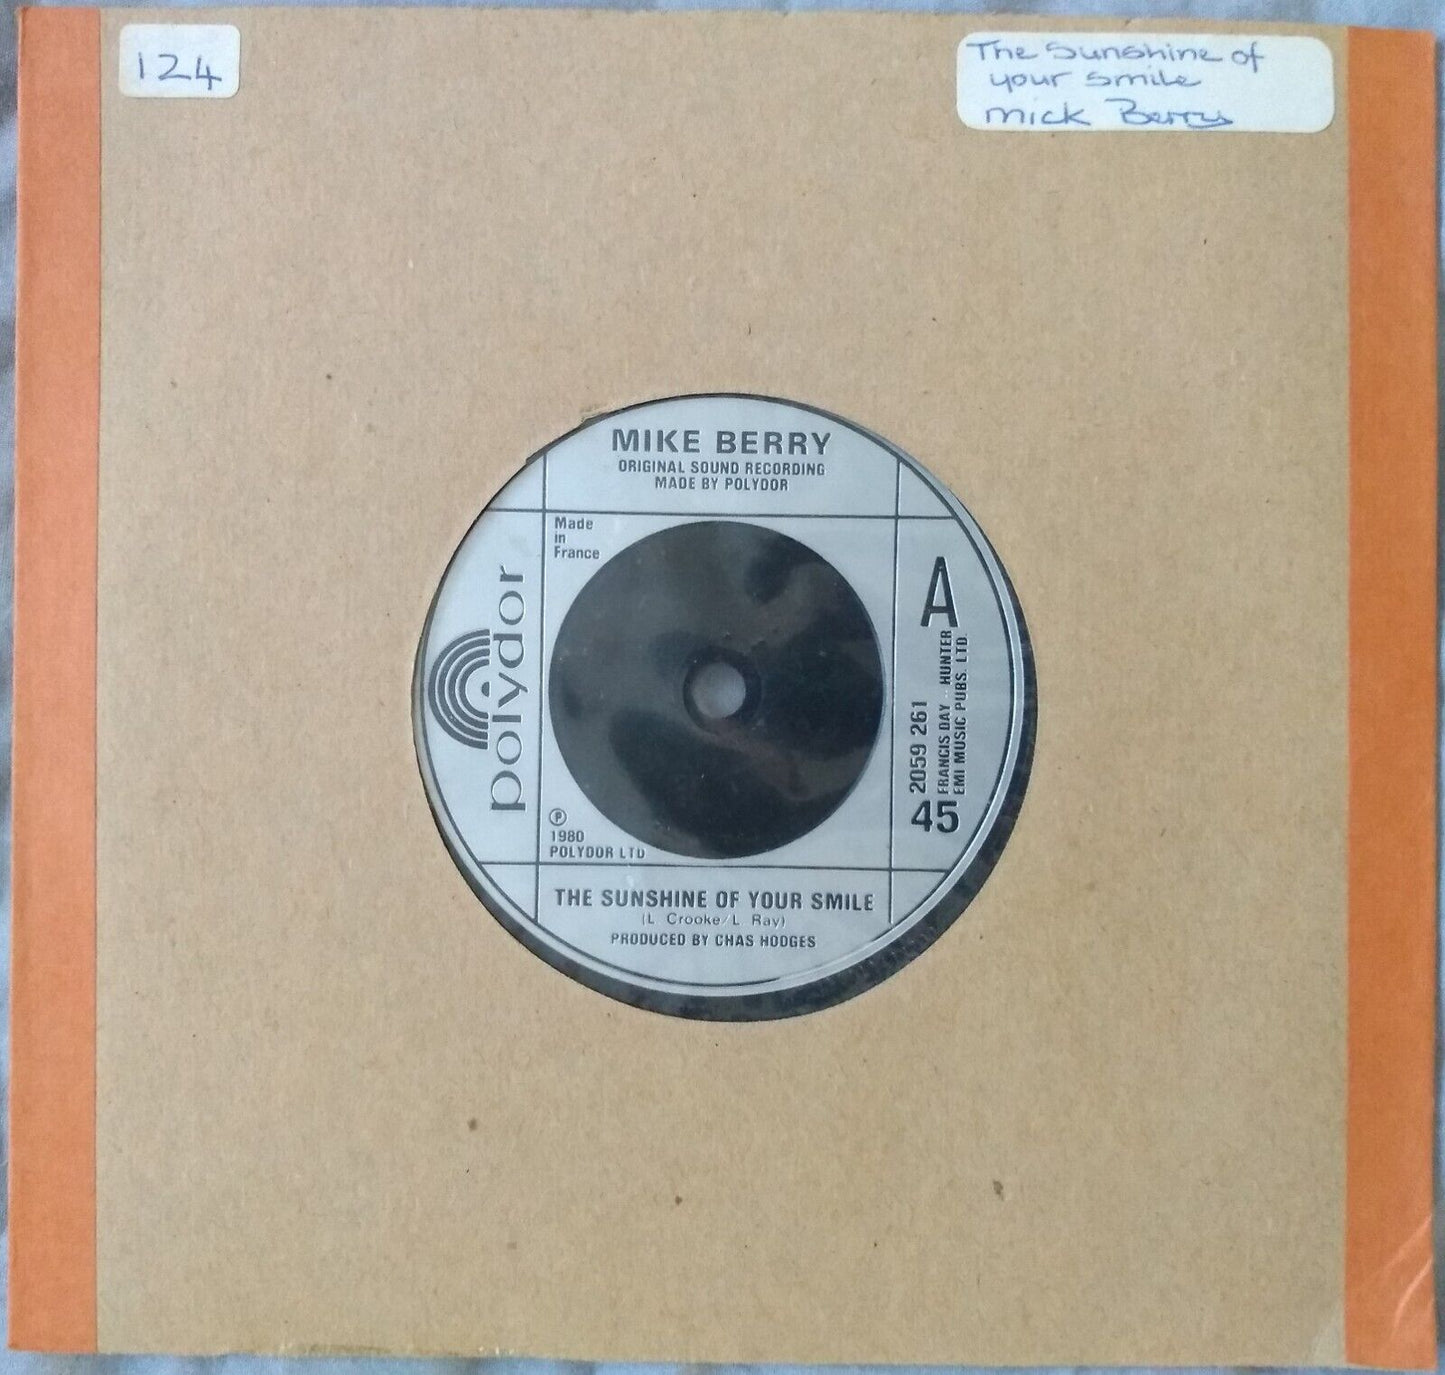 124
The Sunshine of
your smile
Mick Berry
MIKE BERRY
ORIGINAL SOUND RECORDING
MADE BY POLYDOR
Made
in
France
polydor
A
2059 261
FRANCIS DAY · · HUNTER
EMI MUSIC PUBS. LTD.
45
℗
1980
POLYDOR LTD
THE SUNSHINE OF YOUR SMILE
(L Crooke/L Ray)
PRODUCED BY CHAS HODGES